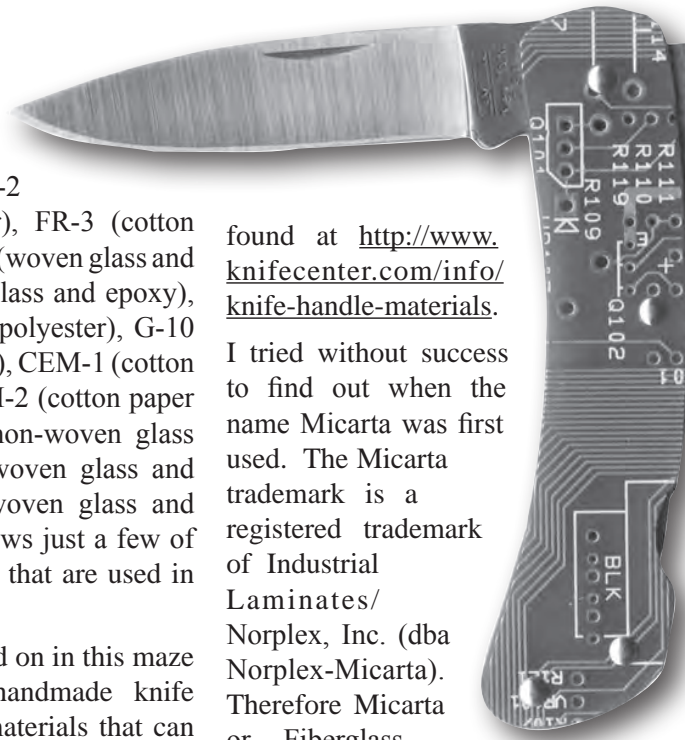 -2
), FR-3 (cotton
(woven glass and
lass and epoxy),
polyester), G-10
), CEM-1 (cotton
I-2 (cotton paper
non-woven glass
woven glass and
woven glass and
ws just a few of
that are used in
d on in this maze
handmade knife
materials that can
found at http://www.
knifecenter.com/info/
knife-handle-materials.
I tried without success
to find out when the
name Micarta was first
used. The Micarta
trademark is a
registered trademark
of Industrial
Laminates/
Norplex, Inc. (dba
Norplex-Micarta).
Therefore Micarta
or Fiberglass
Q101
R109
R119
R110
R111
Q102
BLK
R121